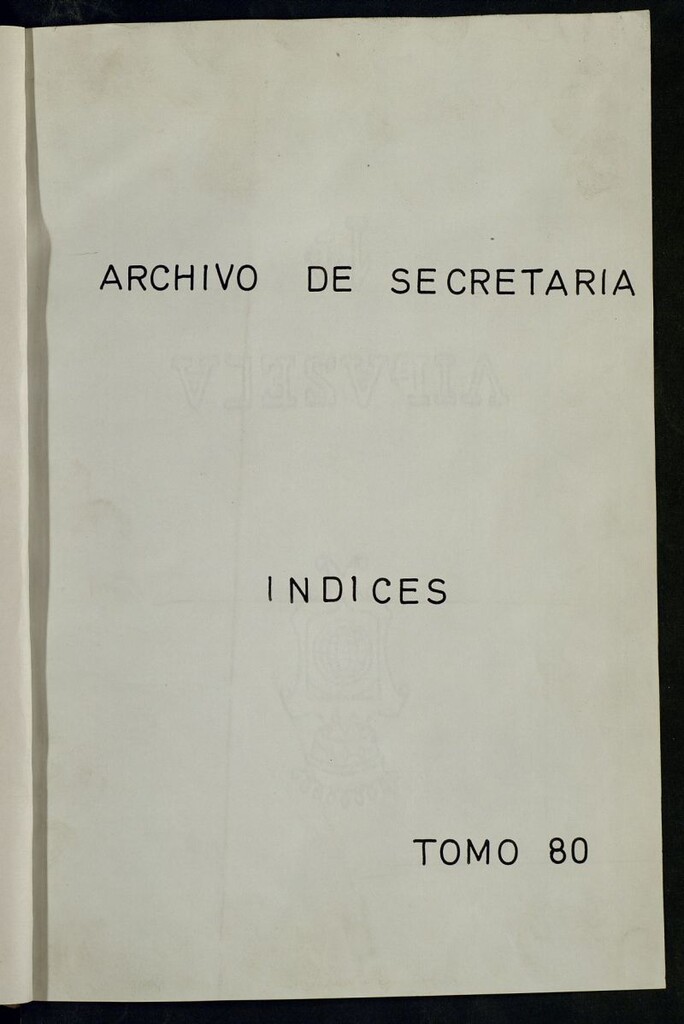 ARCHIVO DE SECRETARIA
INDICES
TOMO 80